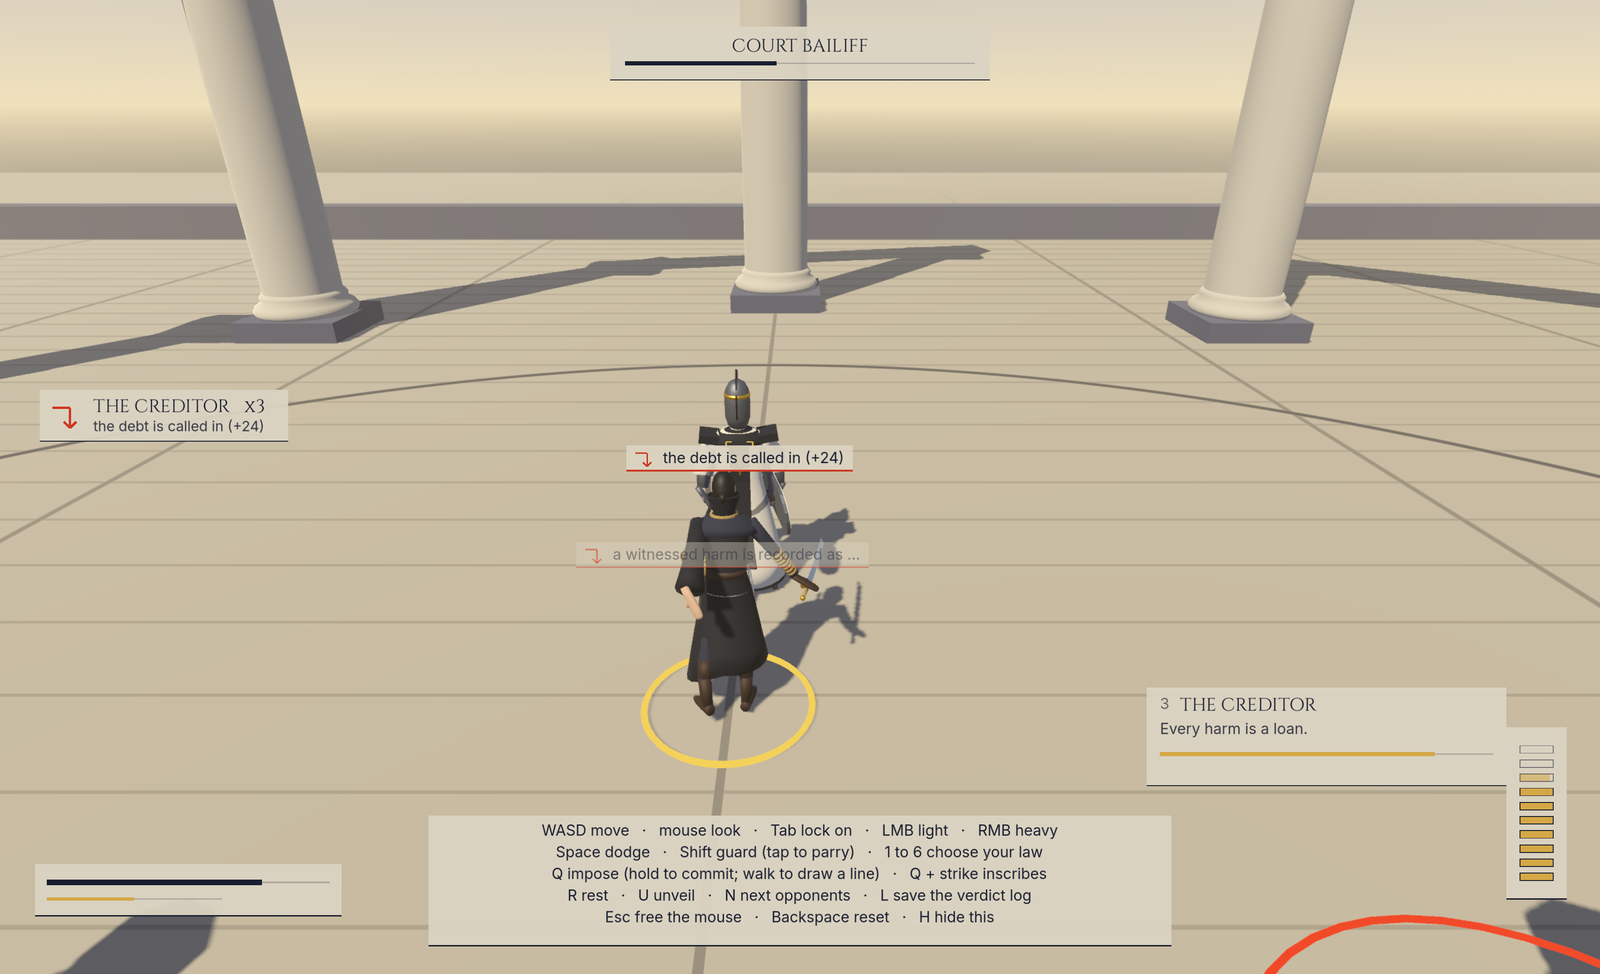 COURT BAILIFF
THE CREDITOR X3
the debt is called in (+24)
the debt is called in (+24)
a witnessed harm is recorded as ...
3 THE CREDITOR
Every harm is a loan.
WASD move · mouse look · Tab lock on · LMB light · RMB heavy
Space dodge · Shift guard (tap to parry) · 1 to 6 choose your law
Q impose (hold to commit; walk to draw a line) · Q + strike inscribes
R rest · U unveil · N next opponents · L save the verdict log
Esc free the mouse · Backspace reset · H hide this